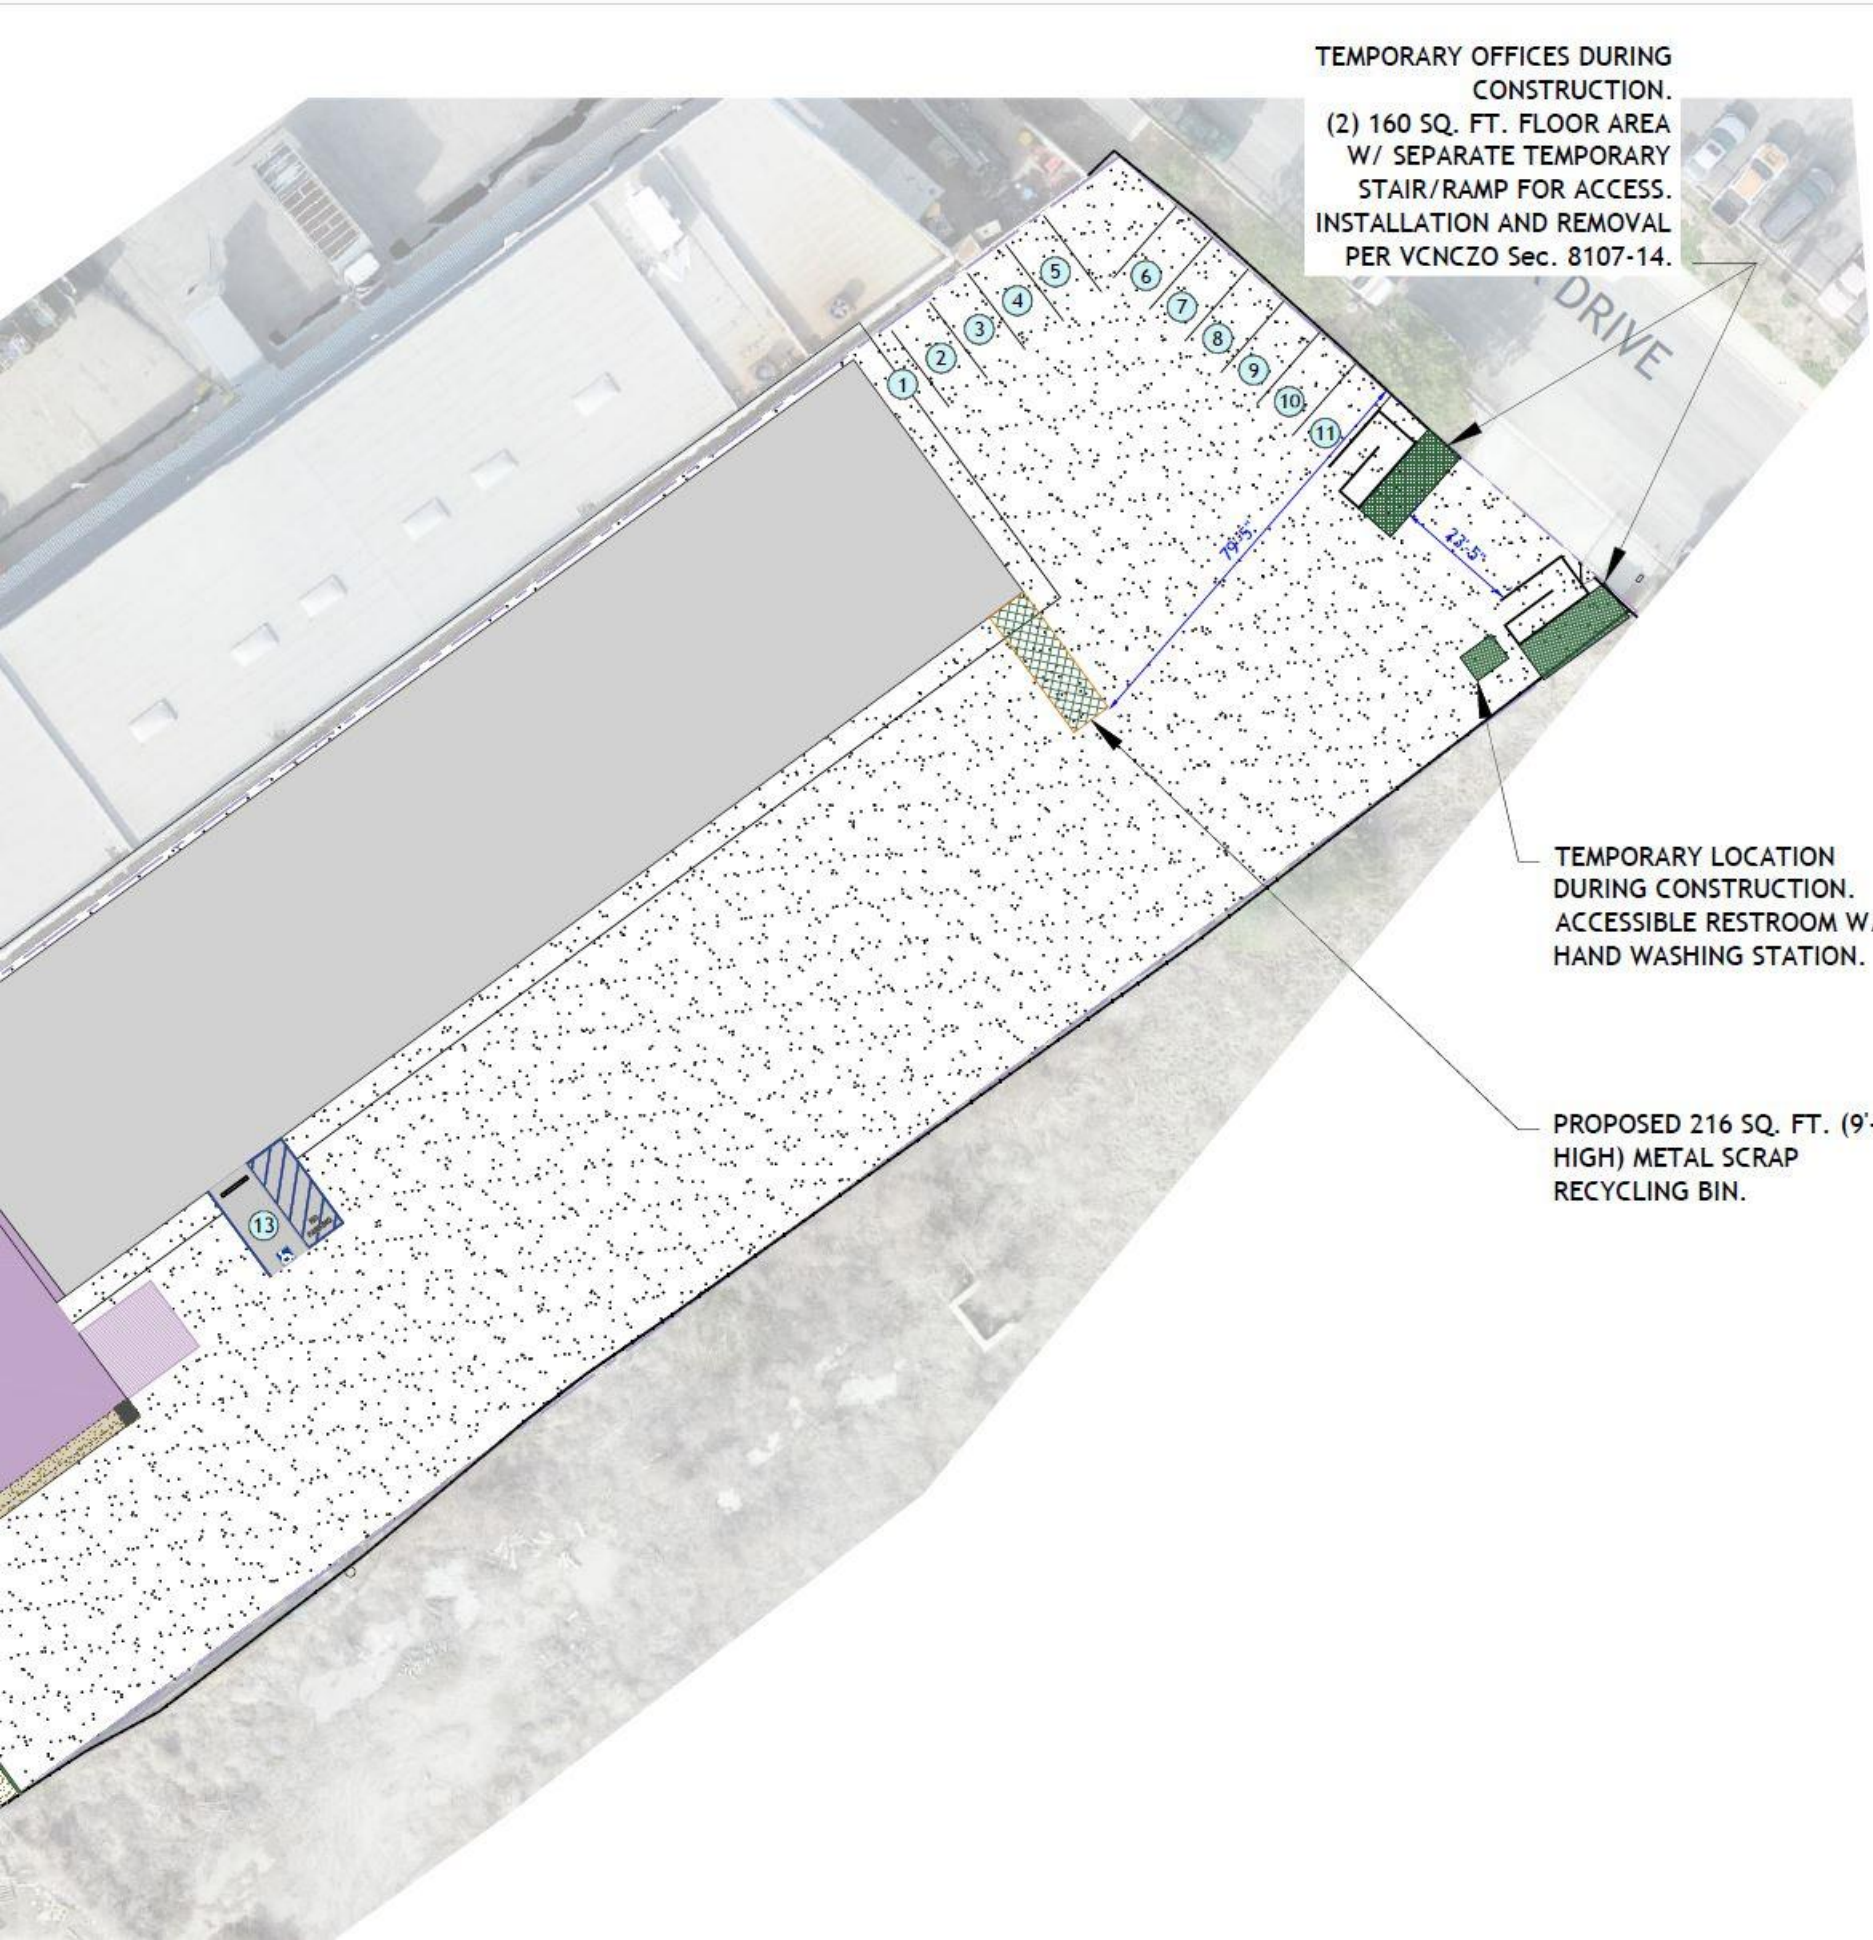 TEMPORARY OFFICES DURING
CONSTRUCTION.
(2) 160 SQ. FT. FLOOR AREA
W/ SEPARATE TEMPORARY
STAIR/RAMP FOR ACCESS.
INSTALLATION AND REMOVAL
PER VCNCZO Sec. 8107-14.
DRIVE
5
4
3
2
1
6
7
8
9
10
11
79'-5"
23'-5"
TEMPORARY LOCATION
DURING CONSTRUCTION.
ACCESSIBLE RESTROOM W/
HAND WASHING STATION.
PROPOSED 216 SQ. FT. (9'-
HIGH) METAL SCRAP
RECYCLING BIN.
13
NO
PARKING